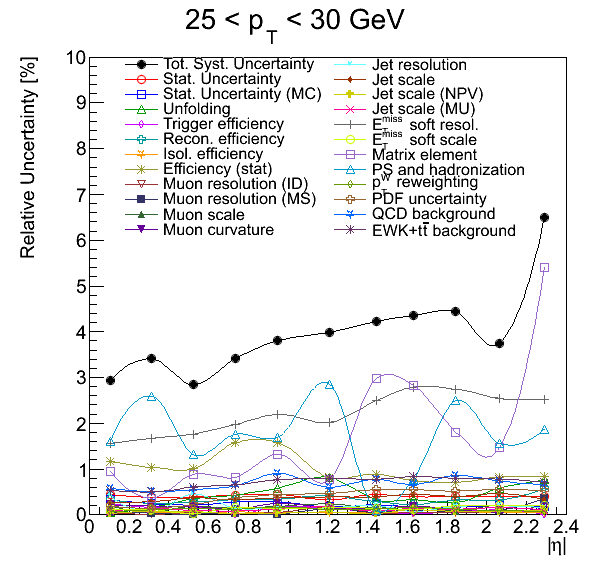 25 < p_T < 30 GeV
Relative Uncertainty [%]
10
9
8
7
6
5
4
3
2
1
0
Tot. Syst. Uncertainty
Stat. Uncertainty
Stat. Uncertainty (MC)
Unfolding
Trigger efficiency
Recon. efficiency
Isol. efficiency
Efficiency (stat)
Muon resolution (ID)
Muon resolution (MS)
Muon scale
Muon curvature
Jet resolution
Jet scale
Jet scale (NPV)
Jet scale (MU)
E_T^miss soft resol.
E_T^miss soft scale
Matrix element
PS and hadronization
p_T^W reweighting
PDF uncertainty
QCD background
EWK+tt̄ background
0 0.2 0.4 0.6 0.8 1 1.2 1.4 1.6 1.8 2 2.2 2.4
|η|